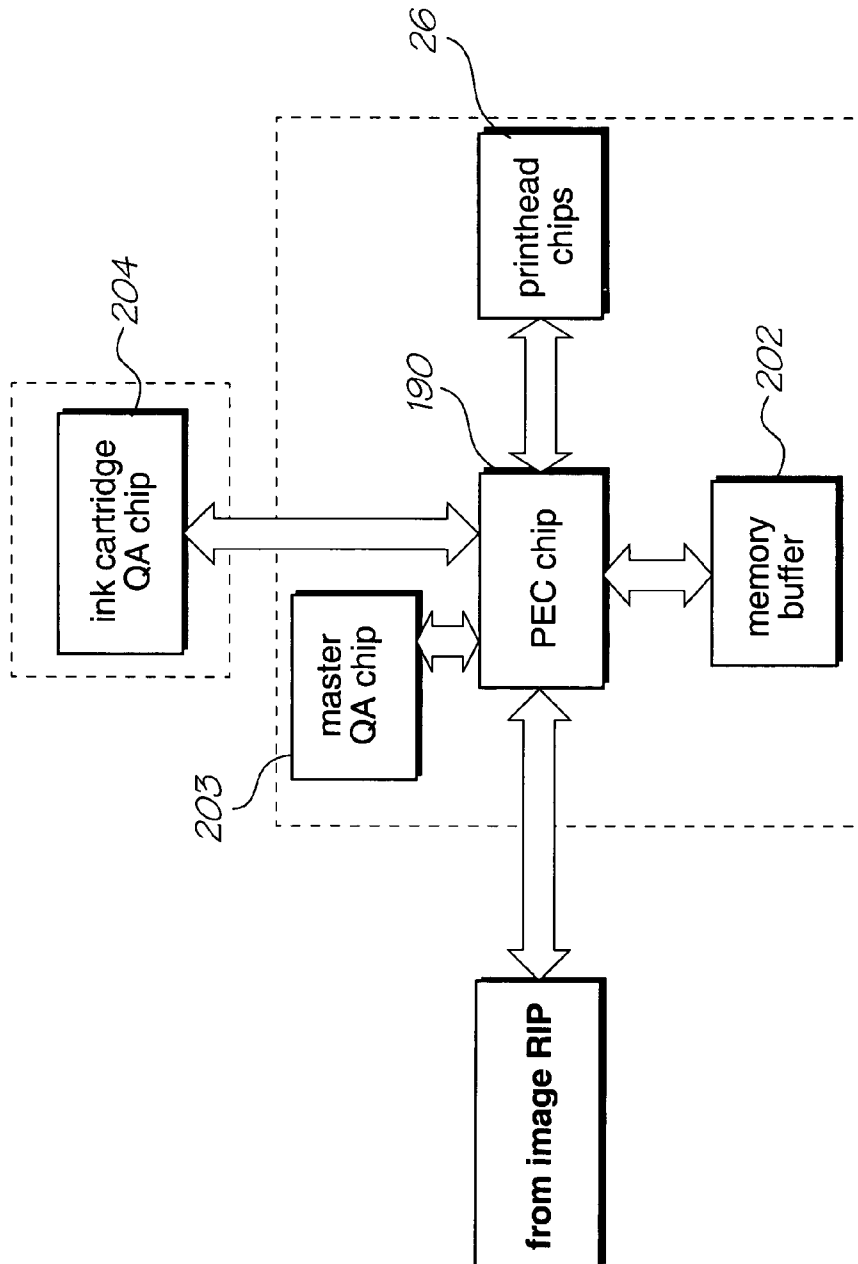 204
ink cartridge
QA chip
26
printhead
chips
203
master
QA chip
190
PEC chip
202
memory
buffer
from image RIP